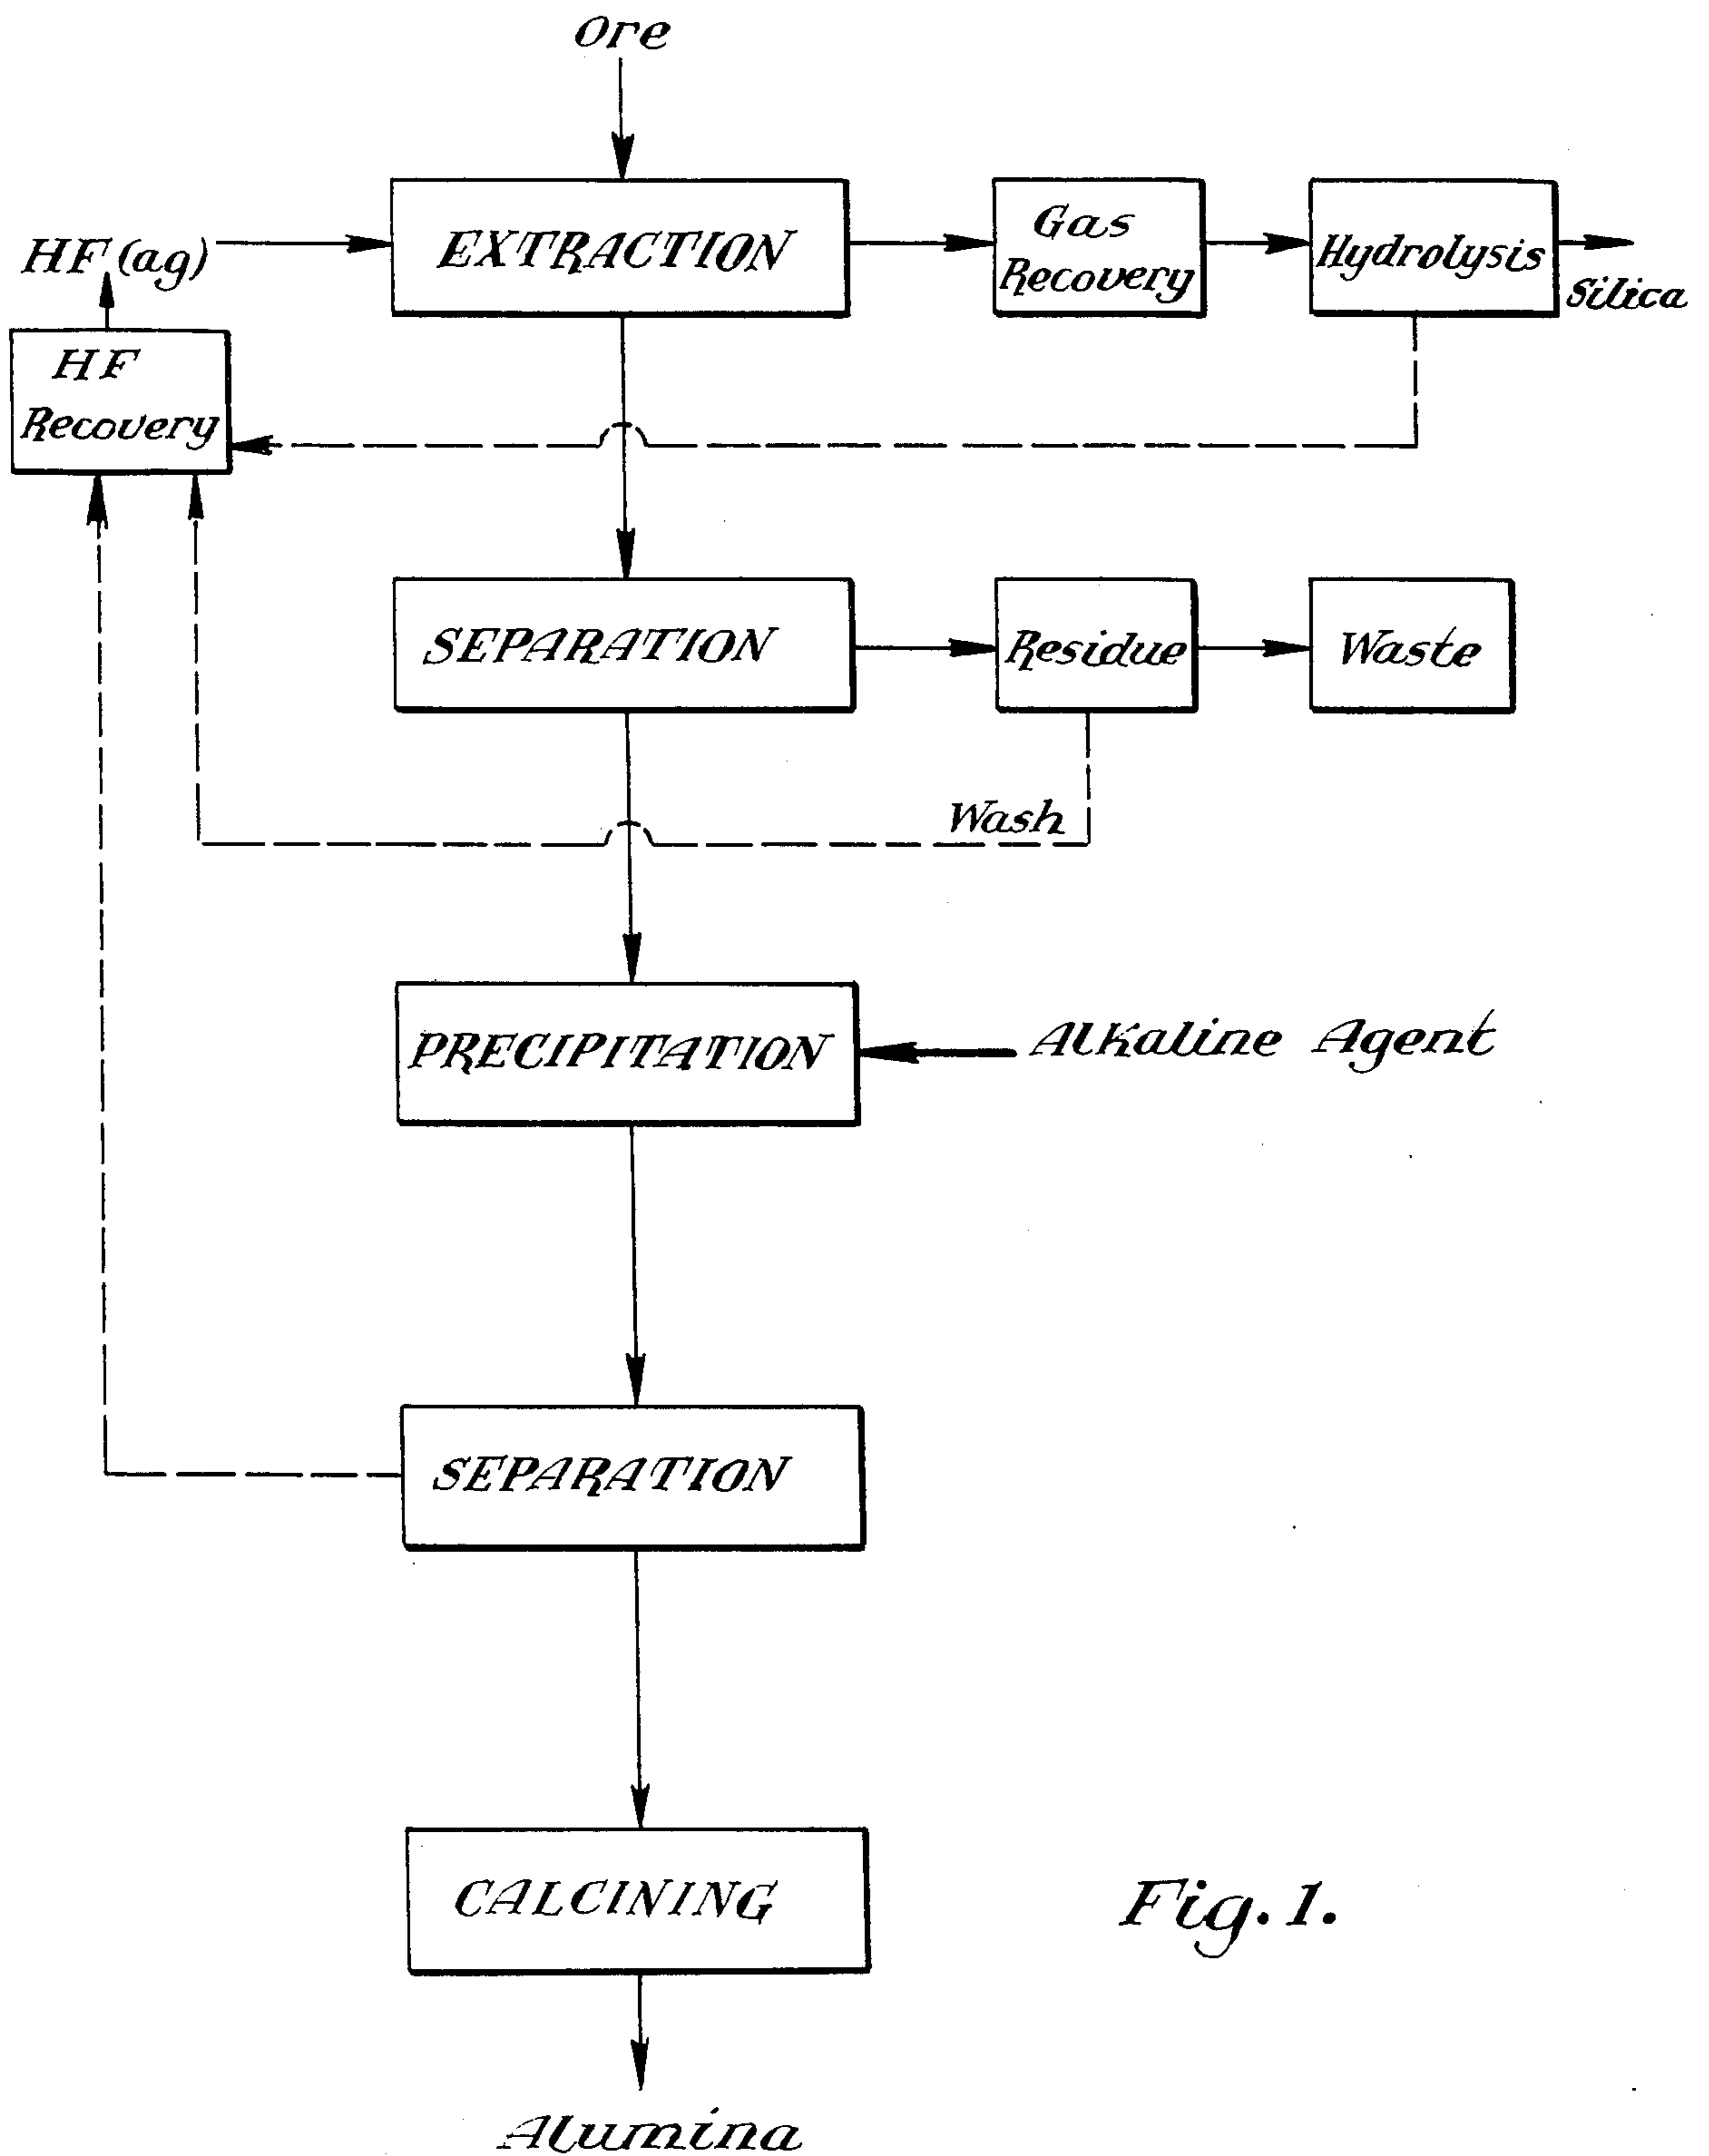 Ore
HF (ag)
EXTRACTION
Gas
Recovery
Hydrolysis
Silica
HF
Recovery
SEPARATION
Residue
Waste
Wash
PRECIPITATION
Alkaline Agent
SEPARATION
CALCINING
Fig. 1.
Alumina